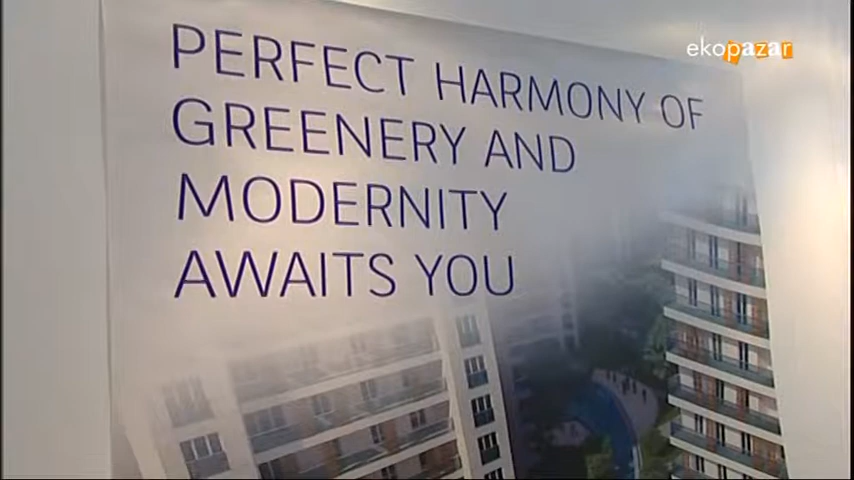 ekopazar
PERFECT HARMONY OF
GREENERY AND
MODERNITY
AWAITS YOU